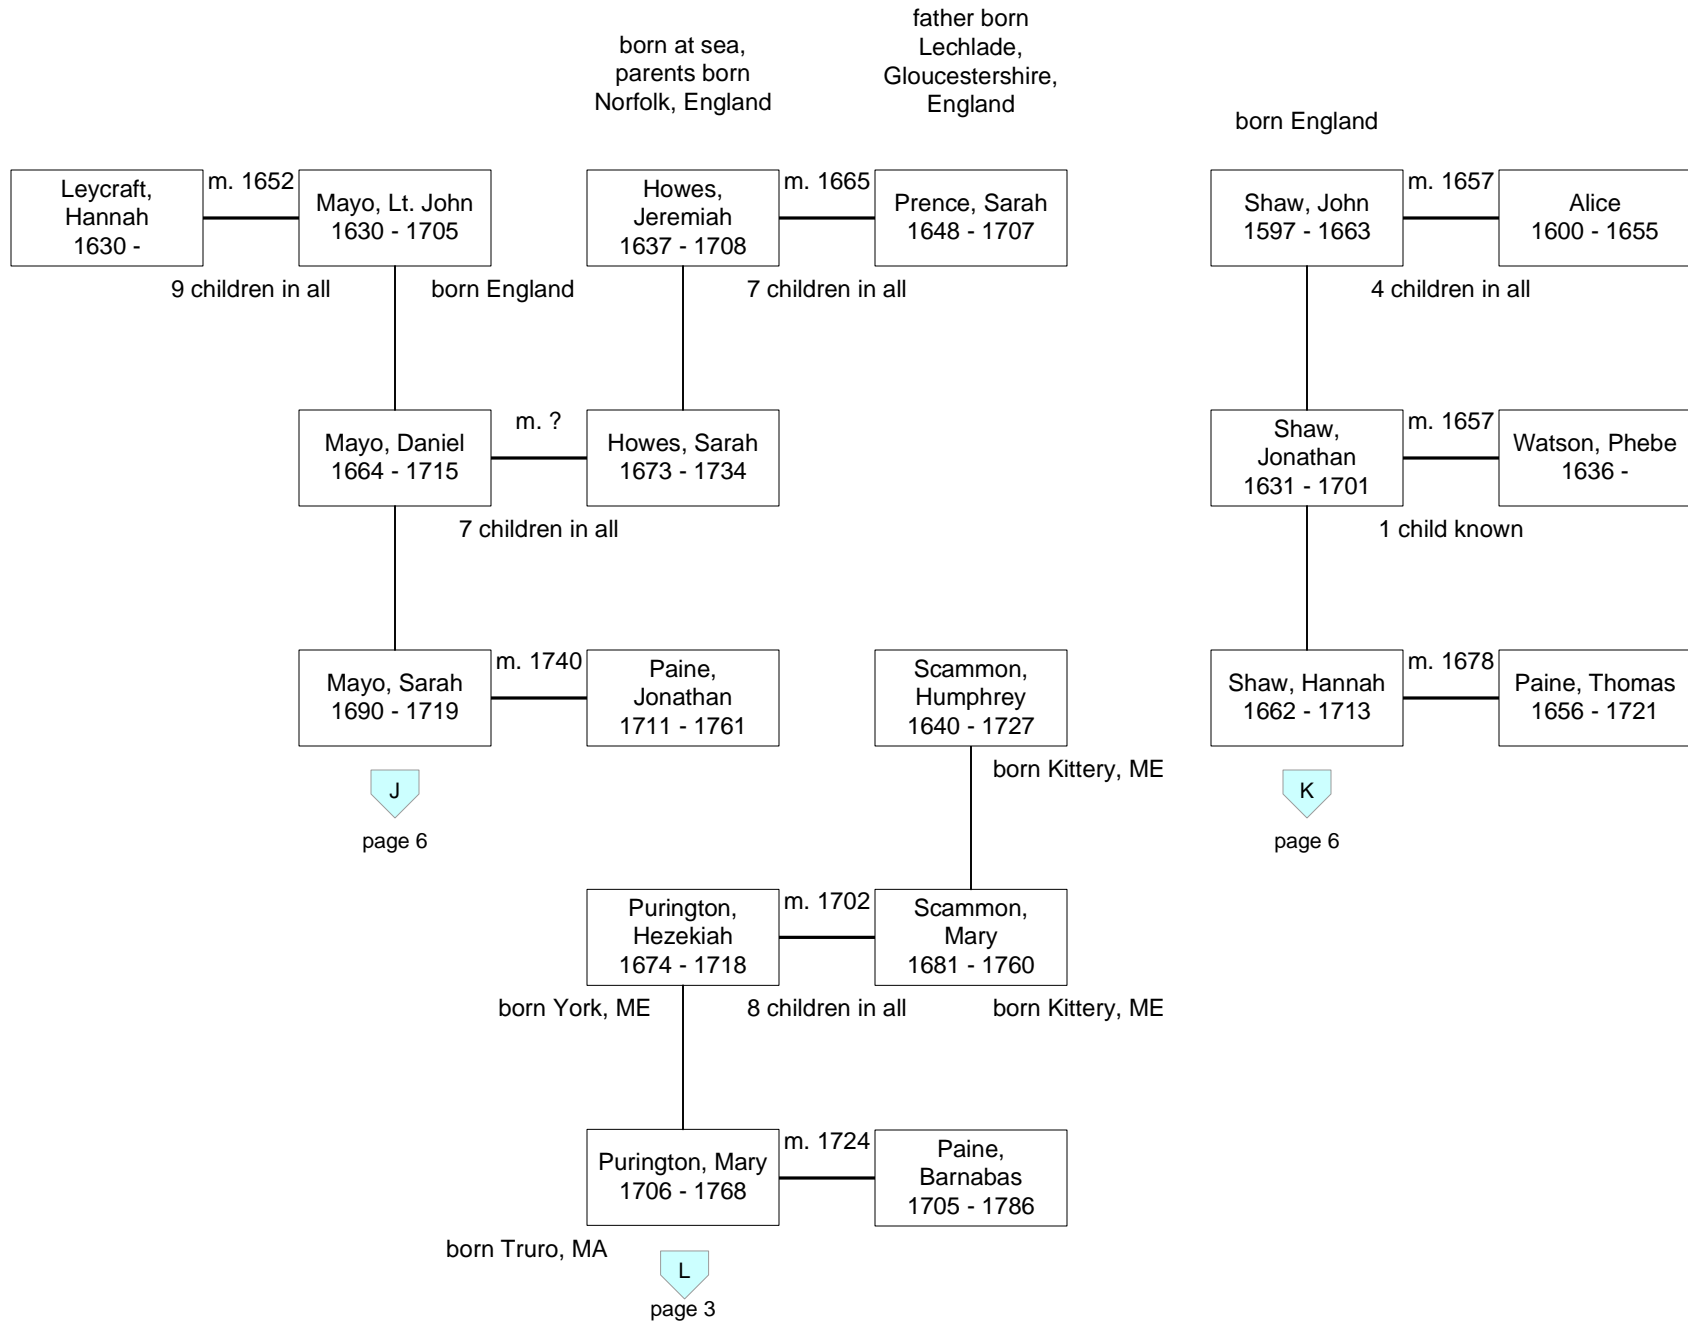 father born
Lechlade,
Gloucestershire,
England
born at sea,
parents born
Norfolk, England
born England
Leycraft,
Hannah
1630 -
m. 1652
Mayo, Lt. John
1630 - 1705
Howes,
Jeremiah
1637 - 1708
m. 1665
Prence, Sarah
1648 - 1707
Shaw, John
1597 - 1663
m. 1657
Alice
1600 - 1655
9 children in all
born England
7 children in all
4 children in all
Mayo, Daniel
1664 - 1715
m. ?
Howes, Sarah
1673 - 1734
Shaw,
Jonathan
1631 - 1701
m. 1657
Watson, Phebe
1636 -
7 children in all
1 child known
Mayo, Sarah
1690 - 1719
m. 1740
Paine,
Jonathan
1711 - 1761
Scammon,
Humphrey
1640 - 1727
Shaw, Hannah
1662 - 1713
m. 1678
Paine, Thomas
1656 - 1721
born Kittery, ME
J
page 6
K
page 6
Purington,
Hezekiah
1674 - 1718
m. 1702
Scammon,
Mary
1681 - 1760
born York, ME
8 children in all
born Kittery, ME
Purington, Mary
1706 - 1768
m. 1724
Paine,
Barnabas
1705 - 1786
born Truro, MA
L
page 3